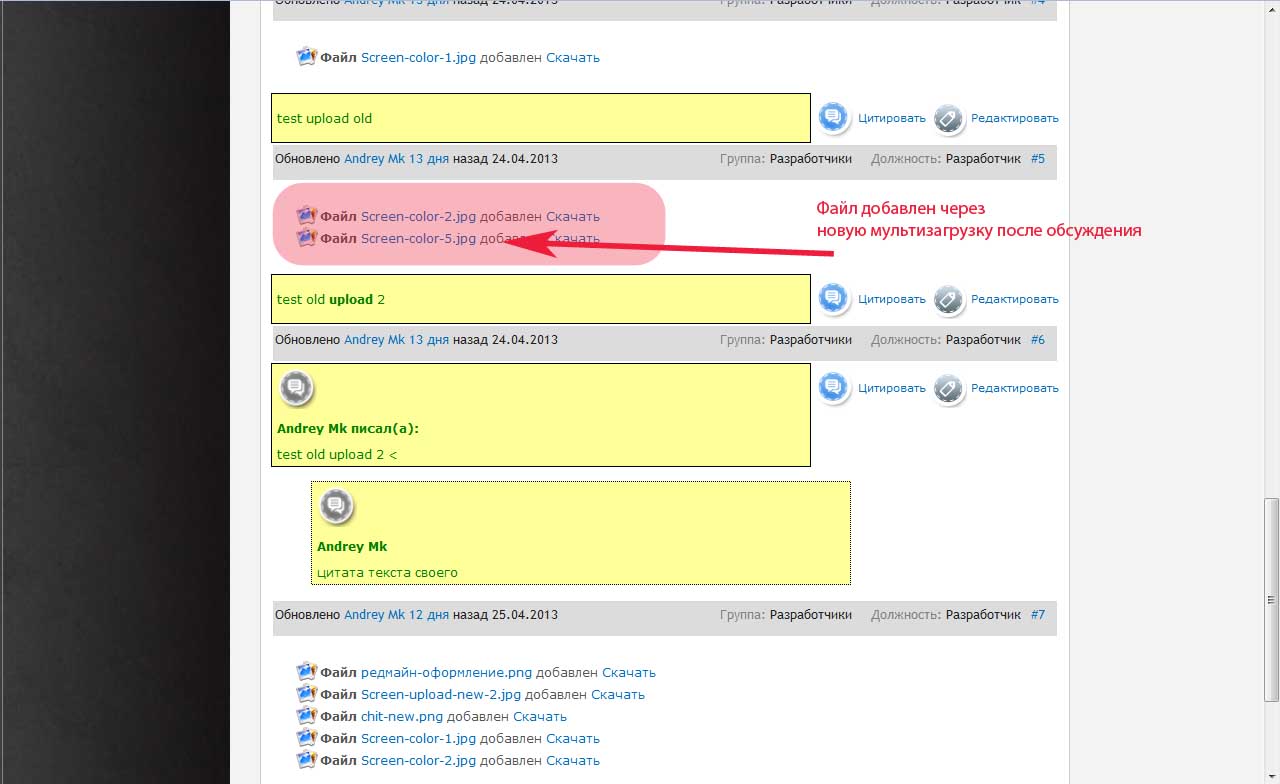 Обновлено Andrey Mk 13 дня назад 24.04.2013 Группа: Разработчики Должность: Разработчик #4
Файл Screen-color-1.jpg добавлен Скачать
test upload old Цитировать Редактировать
Обновлено Andrey Mk 13 дня назад 24.04.2013 Группа: Разработчики Должность: Разработчик #5
Файл Screen-color-2.jpg добавлен Скачать
Файл добавлен через
новую мультизагрузку после обсуждения
Файл Screen-color-5.jpg добавлен Скачать
test old upload 2 Цитировать Редактировать
Обновлено Andrey Mk 13 дня назад 24.04.2013 Группа: Разработчики Должность: Разработчик #6
Цитировать Редактировать
Andrey Mk писал(а):
test old upload 2 <
Andrey Mk
цитата текста своего
Обновлено Andrey Mk 12 дня назад 25.04.2013 Группа: Разработчики Должность: Разработчик #7
Файл редмайн-оформление.png добавлен Скачать
Файл Screen-upload-new-2.jpg добавлен Скачать
Файл chit-new.png добавлен Скачать
Файл Screen-color-1.jpg добавлен Скачать
Файл Screen-color-2.jpg добавлен Скачать